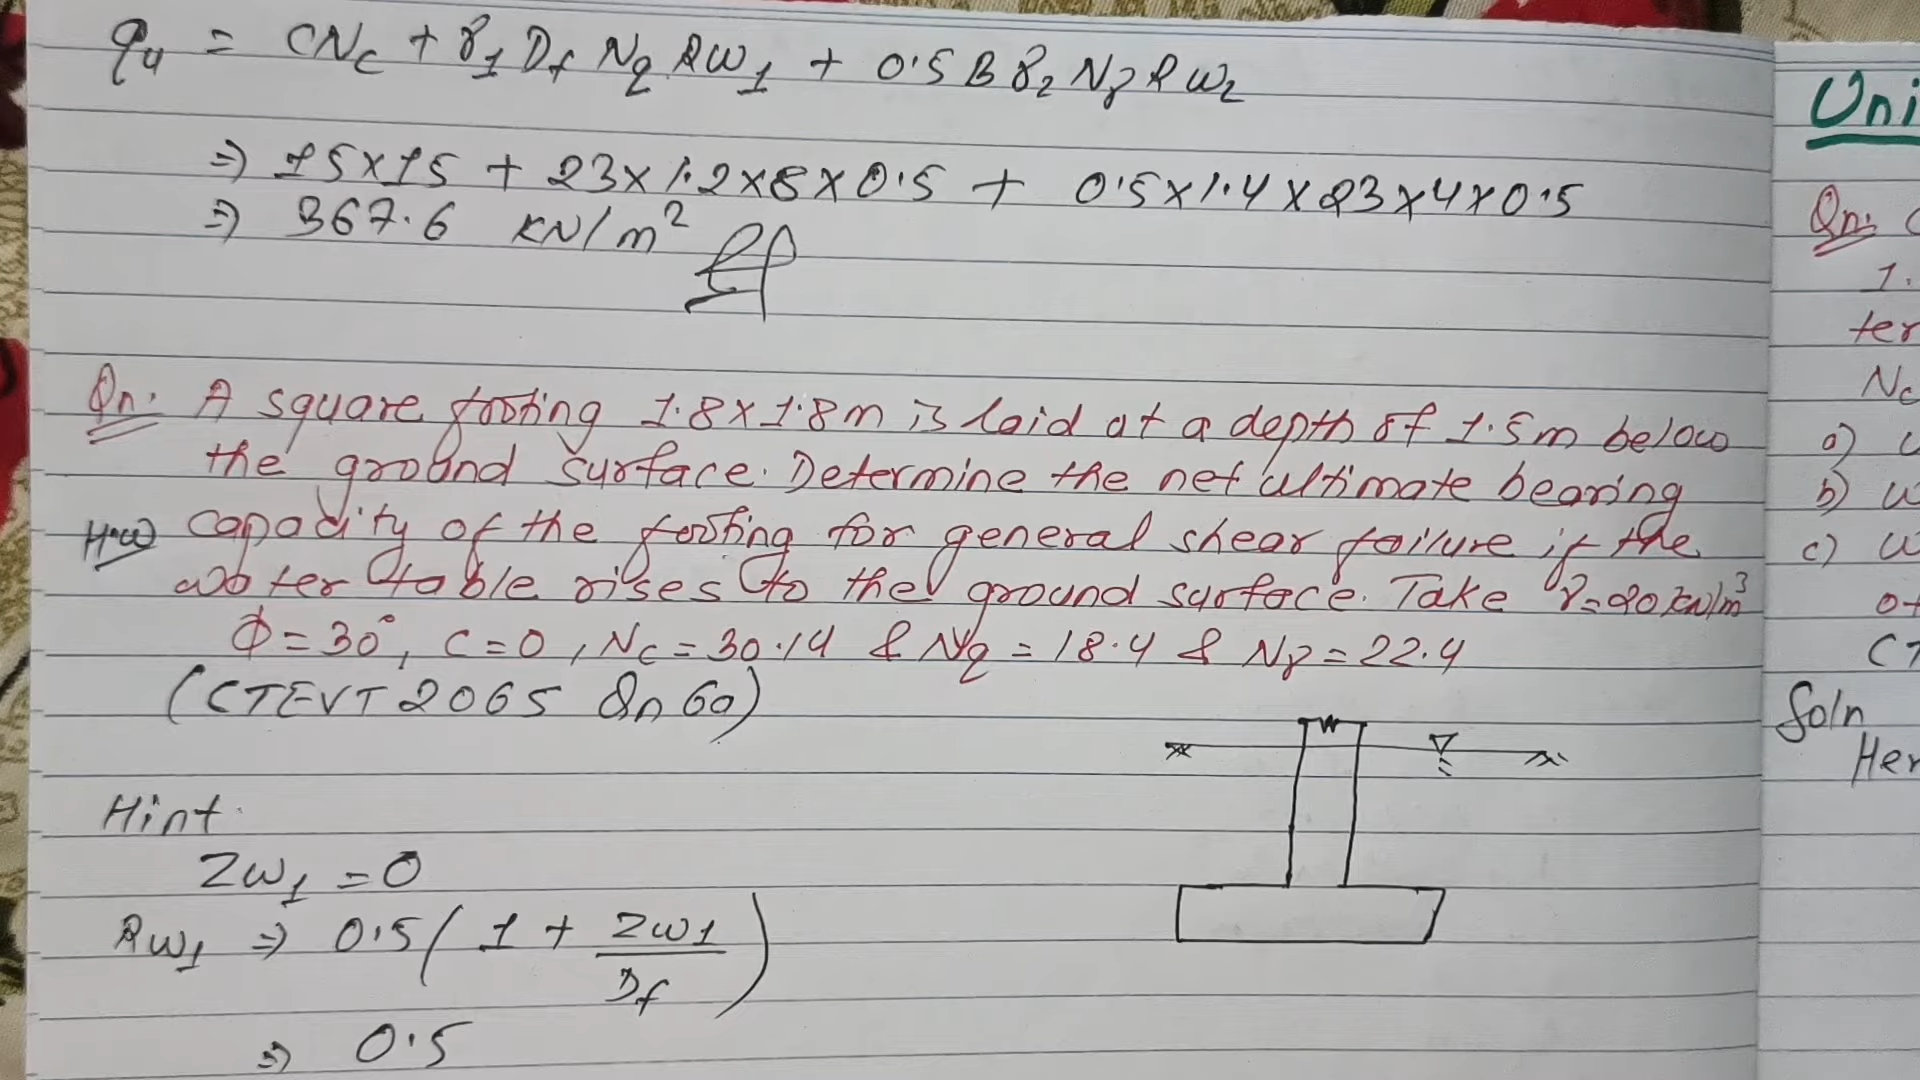 qu = CNc + γ1 Df Nq RW1 + 0.5 B γ2 Nγ RW2
⇒ 15×15 + 23×1.2×8×0.5 + 0.5×1.4×23×4×0.5
⇒ 367.6 KN/m²
Qn. A square footing 1.8×1.8m is laid at a depth of 1.5m below
the ground surface. Determine the net ultimate bearing
H.W capacity of the footing for general shear failure if the
water table rises to the ground surface. Take γ=20 kN/m³
Φ=30°, C=0, Nc=30.14 & Nq=18.4 & Nγ=22.4
(CTEVT 2065 Qn 6a)
Hint.
ZW1 = 0
RW1 ⇒ 0.5 ( 1 + ZW1 / Df )
⇒ 0.5
Uni
Qn:
1.
ter
Nc
a) u
b) w
c) w
of
CT
Soln
Her